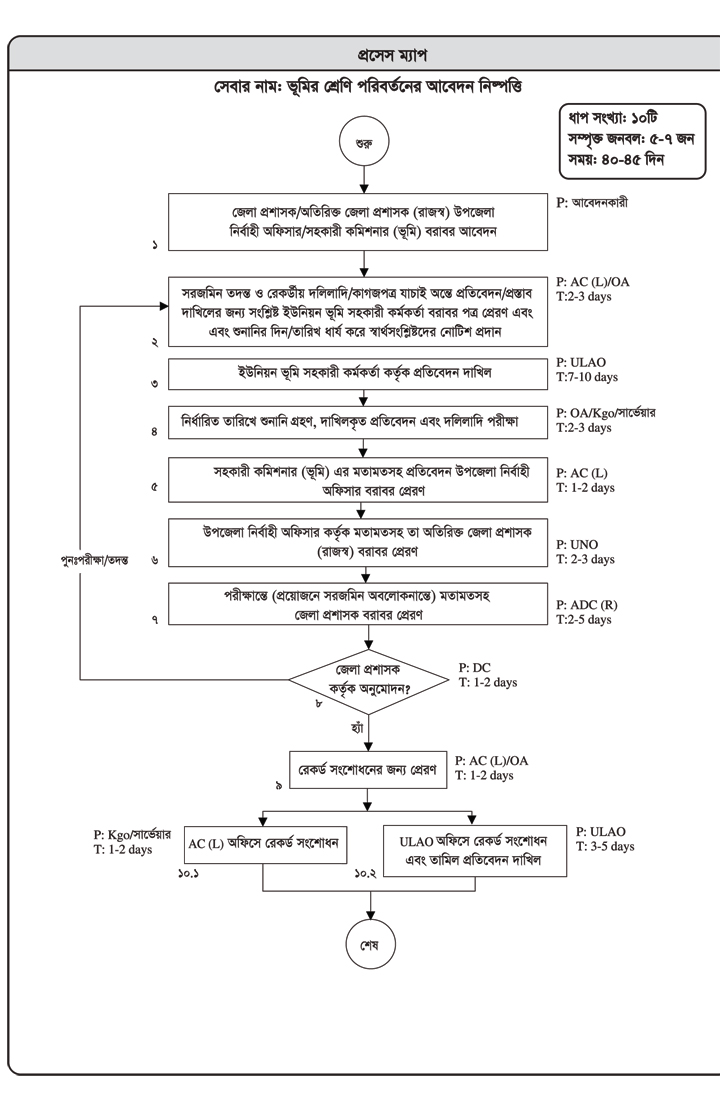 প্রসেস ম্যাপ
সেবার নাম: ভূমির শ্রেণি পরিবর্তনের আবেদন নিষ্পত্তি
ধাপ সংখ্যা: ১০টি
সম্পৃক্ত জনবল: ৫-৭ জন
সময়: ৪০-৪৫ দিন
শুরু
জেলা প্রশাসক/অতিরিক্ত জেলা প্রশাসক (রাজস্ব) উপজেলা
নির্বাহী অফিসার/সহকারী কমিশনার (ভূমি) বরাবর আবেদন
১
P: আবেদনকারী
সরজমিন তদন্ত ও রেকর্ডীয় দলিলাদি/কাগজপত্র যাচাই অন্তে প্রতিবেদন/প্রস্তাব
দাখিলের জন্য সংশ্লিষ্ট ইউনিয়ন ভূমি সহকারী কর্মকর্তা বরাবর পত্র প্রেরণ এবং
এবং শুনানির দিন/তারিখ ধার্য করে স্বার্থসংশ্লিষ্টদের নোটিশ প্রদান
২
P: AC (L)/OA
T:2-3 days
ইউনিয়ন ভূমি সহকারী কর্মকর্তা কর্তৃক প্রতিবেদন দাখিল
৩
P: ULAO
T:7-10 days
নির্ধারিত তারিখে শুনানি গ্রহণ, দাখিলকৃত প্রতিবেদন এবং দলিলাদি পরীক্ষা
৪
P: OA/Kgo/সার্ভেয়ার
T:2-3 days
সহকারী কমিশনার (ভূমি) এর মতামতসহ প্রতিবেদন উপজেলা নির্বাহী
অফিসার বরাবর প্রেরণ
৫
P: AC (L)
T: 1-2 days
উপজেলা নির্বাহী অফিসার কর্তৃক মতামতসহ তা অতিরিক্ত জেলা প্রশাসক
(রাজস্ব) বরাবর প্রেরণ
৬
P: UNO
T: 2-3 days
পুনঃপরীক্ষা/তদন্ত
পরীক্ষান্তে (প্রয়োজনে সরজমিন অবলোকনান্তে) মতামতসহ
জেলা প্রশাসক বরাবর প্রেরণ
৭
P: ADC (R)
T:2-5 days
জেলা প্রশাসক
কর্তৃক অনুমোদন?
৮
P: DC
T: 1-2 days
হ্যাঁ
রেকর্ড সংশোধনের জন্য প্রেরণ
৯
P: AC (L)/OA
T: 1-2 days
P: Kgo/সার্ভেয়ার
T: 1-2 days
AC (L) অফিসে রেকর্ড সংশোধন
১০.১
ULAO অফিসে রেকর্ড সংশোধন
এবং তামিল প্রতিবেদন দাখিল
১০.২
P: ULAO
T: 3-5 days
শেষ